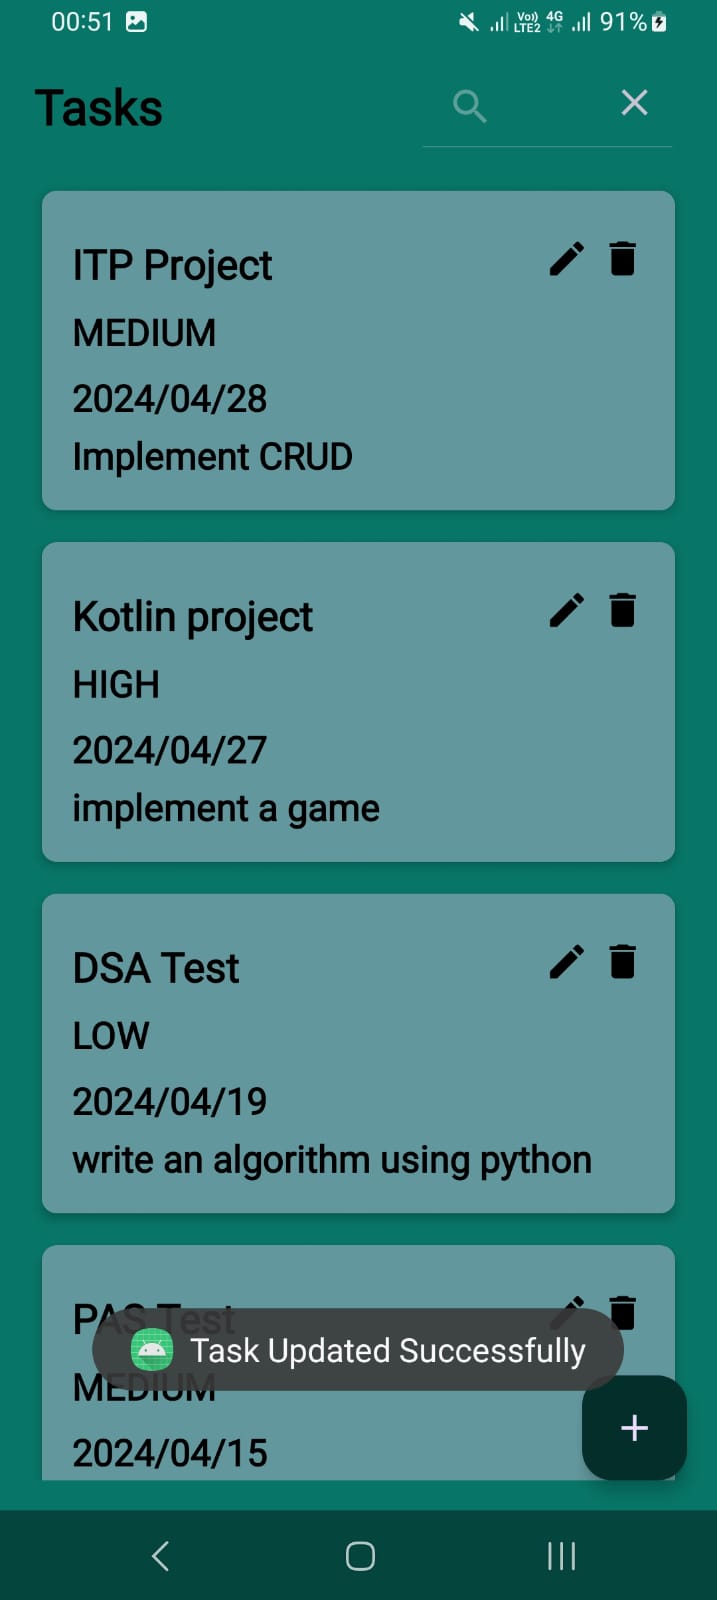 00:51 Vo)) LTE2 4G 91%
Tasks
ITP Project
MEDIUM
2024/04/28
Implement CRUD
Kotlin project
HIGH
2024/04/27
implement a game
DSA Test
LOW
2024/04/19
write an algorithm using python
PAS Test
Task Updated Successfully
MEDIUM
2024/04/15